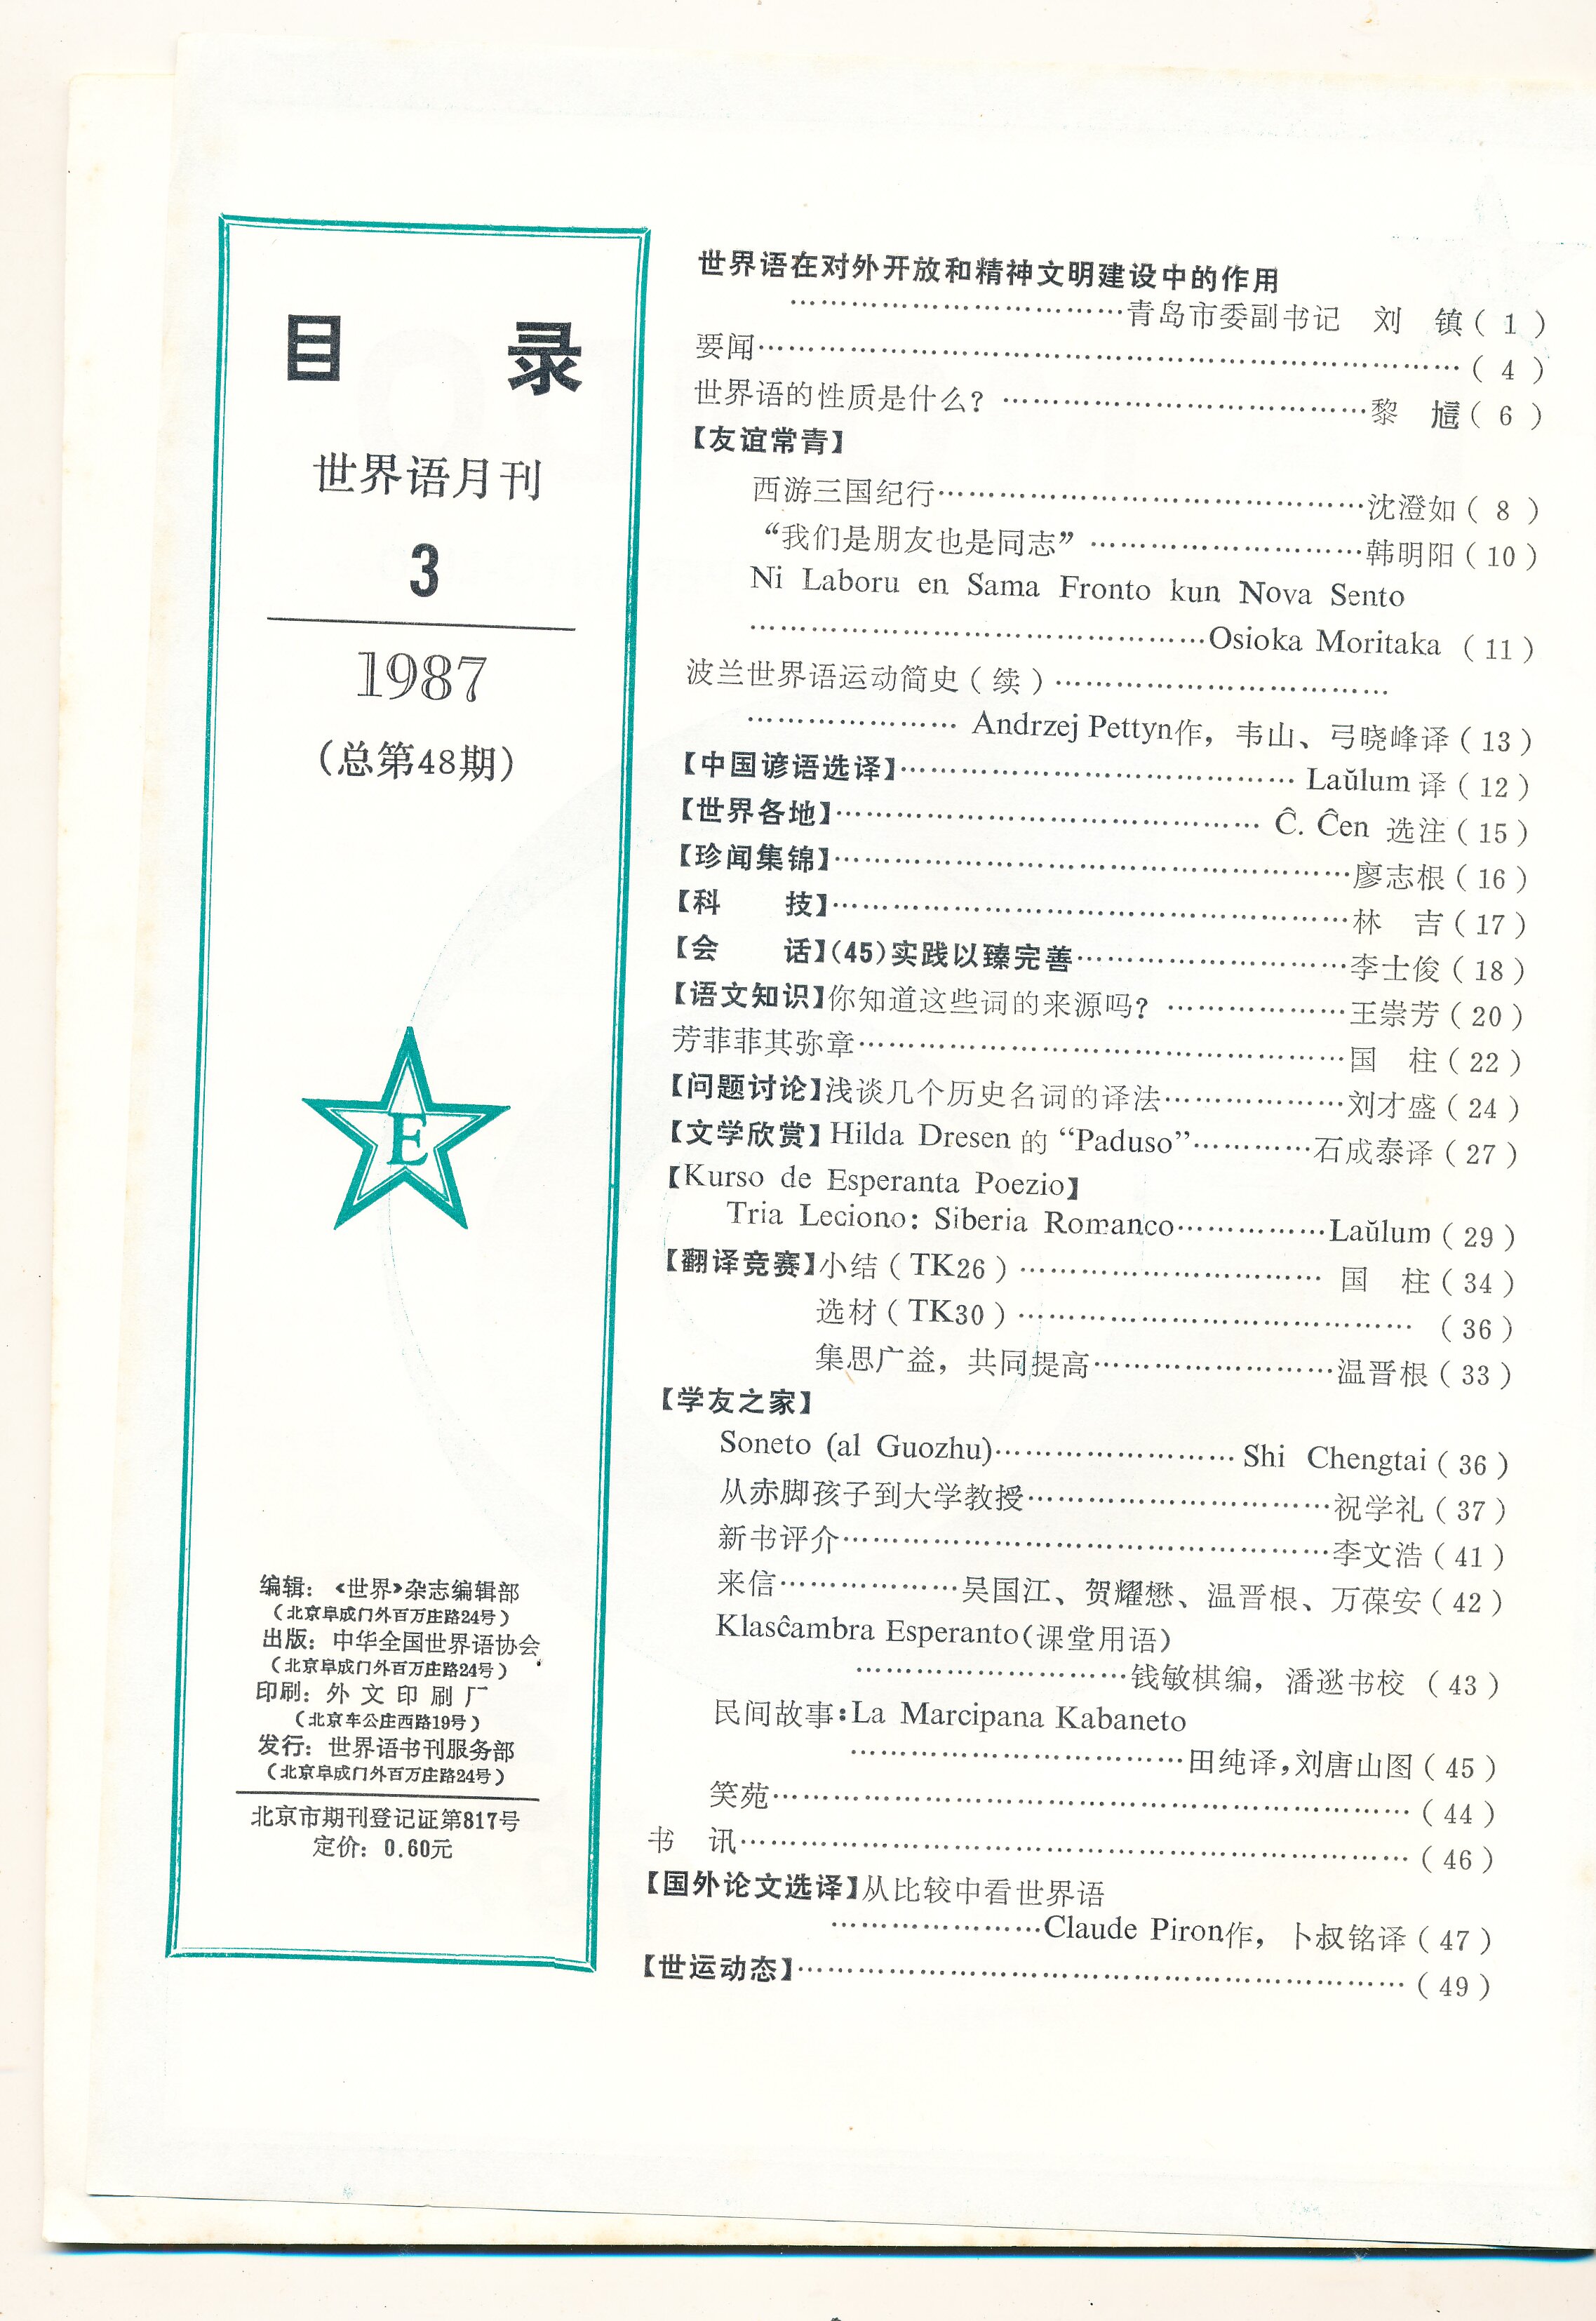 目 录
世界语月刊
3
1987
(总第48期)
E
编辑：《世界》杂志编辑部
(北京阜成门外百万庄路24号)
出版：中华全国世界语协会
(北京阜成门外百万庄路24号)
印刷：外文印刷厂
(北京车公庄西路19号)
发行：世界语书刊服务部
(北京阜成门外百万庄路24号)
北京市期刊登记证第817号
定价：0.60元
世界语在对外开放和精神文明建设中的作用
……………………………青岛市委副书记 刘 镇(1)
要闻……………………………………………………………(4)
世界语的性质是什么？………………………………黎 (6)
【友谊常青】
西游三国纪行……………………………………沈澄如(8)
“我们是朋友也是同志”………………………韩明阳(10)
Ni Laboru en Sama Fronto kun Nova Sento
………………………………………Osioka Moritaka (11)
波兰世界语运动简史(续)……………………………
………………… Andrzej Pettyn作，韦山、弓晓峰译(13)
【中国谚语选译】………………………………… Laŭlum 译(12)
【世界各地】…………………………………… Ĉ. Ĉen 选注(15)
【珍闻集锦】……………………………………………廖志根(16)
【科 技】……………………………………………林 吉(17)
【会 话】(45)实践以臻完善………………………李士俊(18)
【语文知识】你知道这些词的来源吗？………………王崇芳(20)
芳菲菲其弥章…………………………………………国 柱(22)
【问题讨论】浅谈几个历史名词的译法………………刘才盛(24)
【文学欣赏】Hilda Dresen 的 “Paduso”…………石成泰译(27)
【Kurso de Esperanta Poezio】
Tria Leciono: Siberia Romanco……………Laŭlum(29)
【翻译竞赛】小结(TK26)………………………… 国 柱(34)
选材(TK30)………………………………… (36)
集思广益，共同提高……………………温晋根(33)
【学友之家】
Soneto (al Guozhu)…………………… Shi Chengtai(36)
从赤脚孩子到大学教授…………………………祝学礼(37)
新书评介…………………………………………李文浩(41)
来信………………吴国江、贺耀懋、温晋根、万葆安(42)
Klasĉambra Esperanto(课堂用语)
………………………钱敏棋编，潘逖书校 (43)
民间故事：La Marcipana Kabaneto
……………………………田纯译，刘唐山图(45)
笑苑………………………………………………………(44)
书 讯…………………………………………………………(46)
【国外论文选译】从比较中看世界语
…………………Claude Piron作，卜叔铭译(47)
【世运动态】……………………………………………………(49)